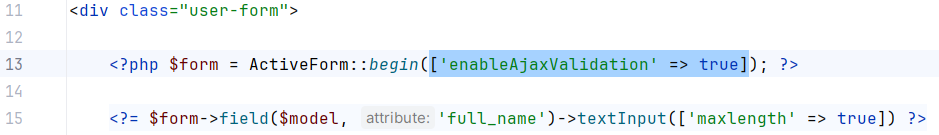 11 <div class="user-form">
12
13 <?php $form = ActiveForm::begin(['enableAjaxValidation' => true]); ?>
14
15 <?= $form->field($model, attribute: 'full_name')->textInput(['maxlength' => true]) ?>